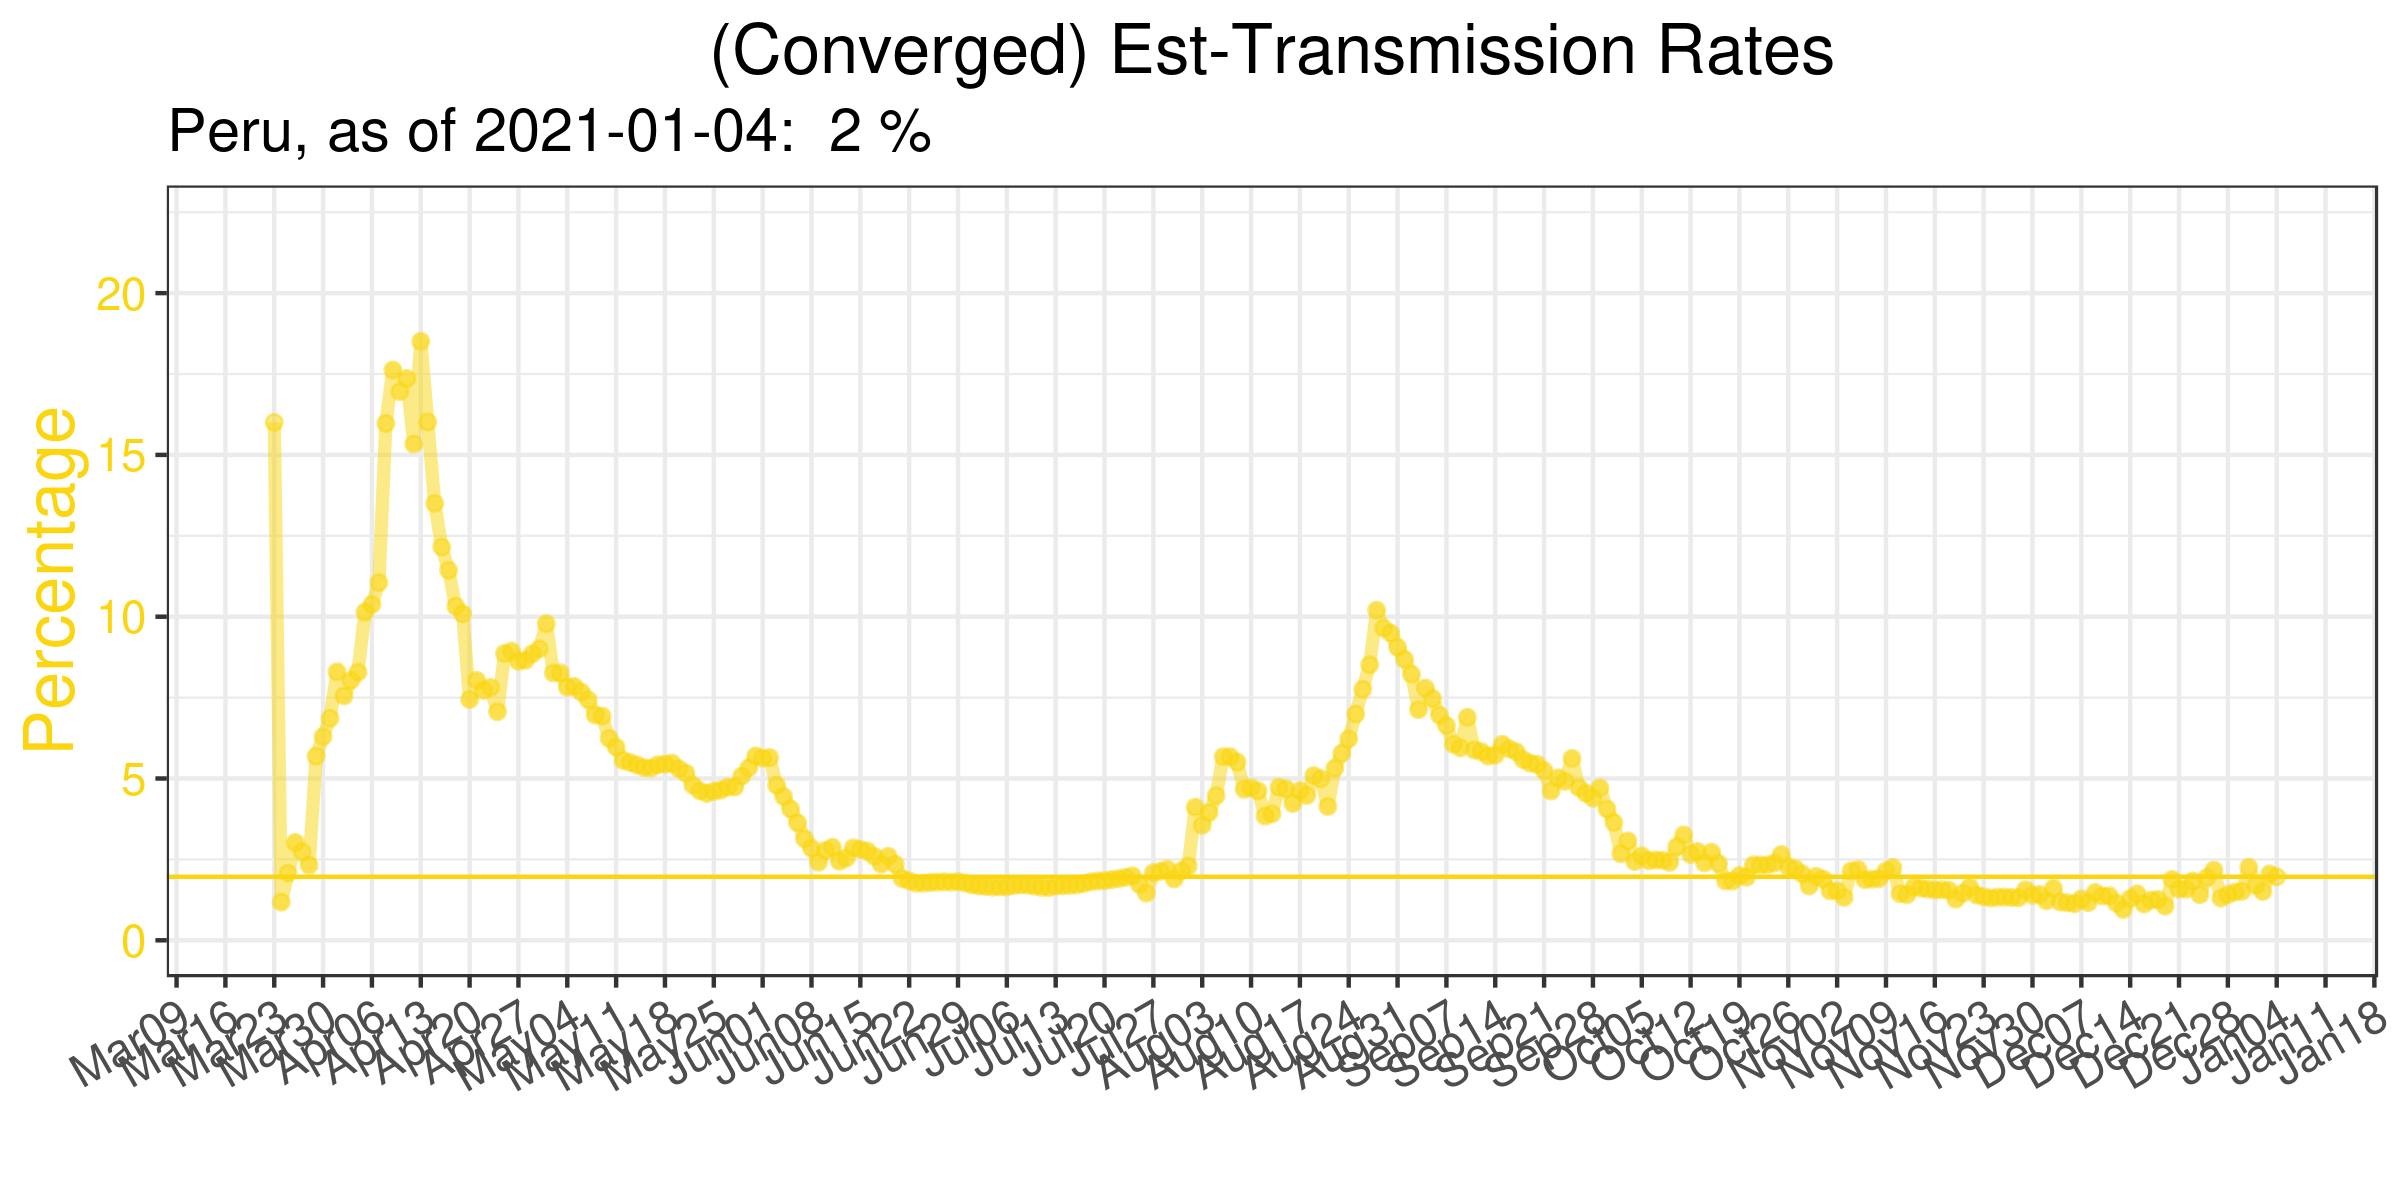 (Converged) Est-Transmission Rates
Peru, as of 2021-01-04:  2 %
Percentage
20
15
10
5
0
Mar09
Mar16
Mar23
Mar30
Apr06
Apr13
Apr20
Apr27
May04
May11
May18
May25
Jun01
Jun08
Jun15
Jun22
Jun29
Jul06
Jul13
Jul20
Jul27
Aug03
Aug10
Aug17
Aug24
Aug31
Sep07
Sep14
Sep21
Sep28
Oct05
Oct12
Oct19
Oct26
Nov02
Nov09
Nov16
Nov23
Nov30
Dec07
Dec14
Dec21
Dec28
Jan04
Jan11
Jan18